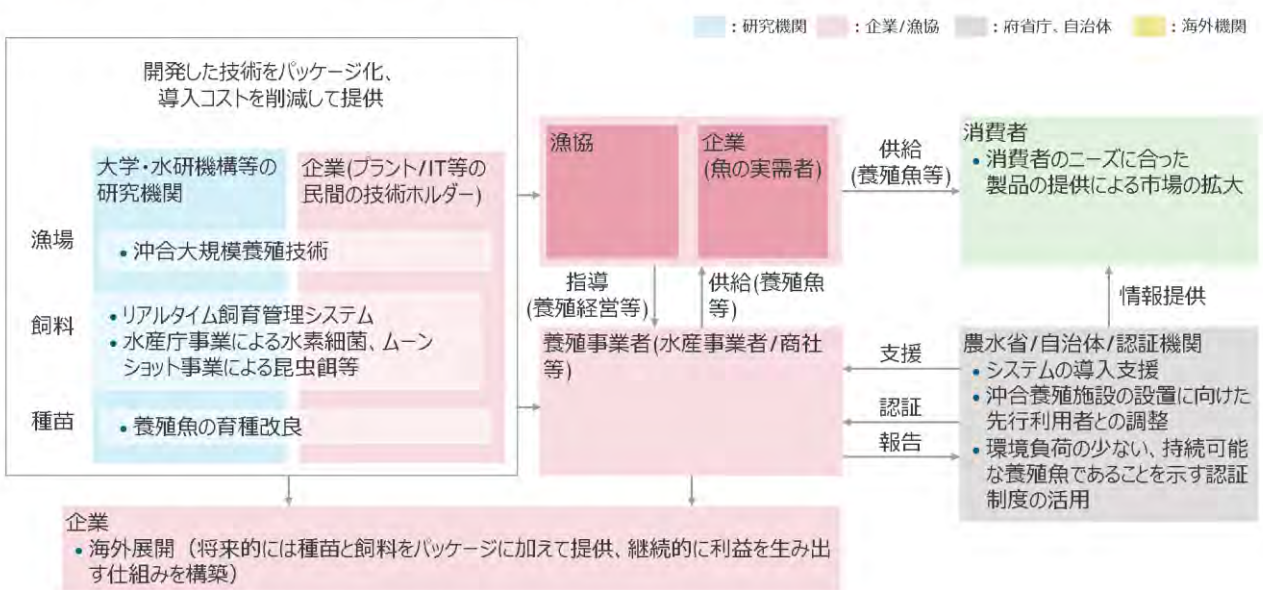 ：研究機関
：企業/漁協
：府省庁、自治体
：海外機関
開発した技術をパッケージ化、
導入コストを削減して提供
大学・水研機構等の
研究機関
企業(プラント/IT等の
民間の技術ホルダー)
漁場
• 沖合大規模養殖技術
飼料
• リアルタイム飼育管理システム
• 水産庁事業による水素細菌、ムーン
ショット事業による昆虫餌等
種苗
• 養殖魚の育種改良
漁協
企業
(魚の実需者)
供給
(養殖魚等)
消費者
• 消費者のニーズに合った
製品の提供による市場の拡大
指導
(養殖経営等)
供給(養殖魚
等)
情報提供
養殖事業者(水産事業者/商社
等)
支援
認証
報告
農水省/自治体/認証機関
• システムの導入支援
• 沖合養殖施設の設置に向けた
先行利用者との調整
• 環境負荷の少ない、持続可能
な養殖魚であることを示す認証
制度の活用
企業
• 海外展開（将来的には種苗と飼料をパッケージに加えて提供、継続的に利益を生み出
す仕組みを構築）